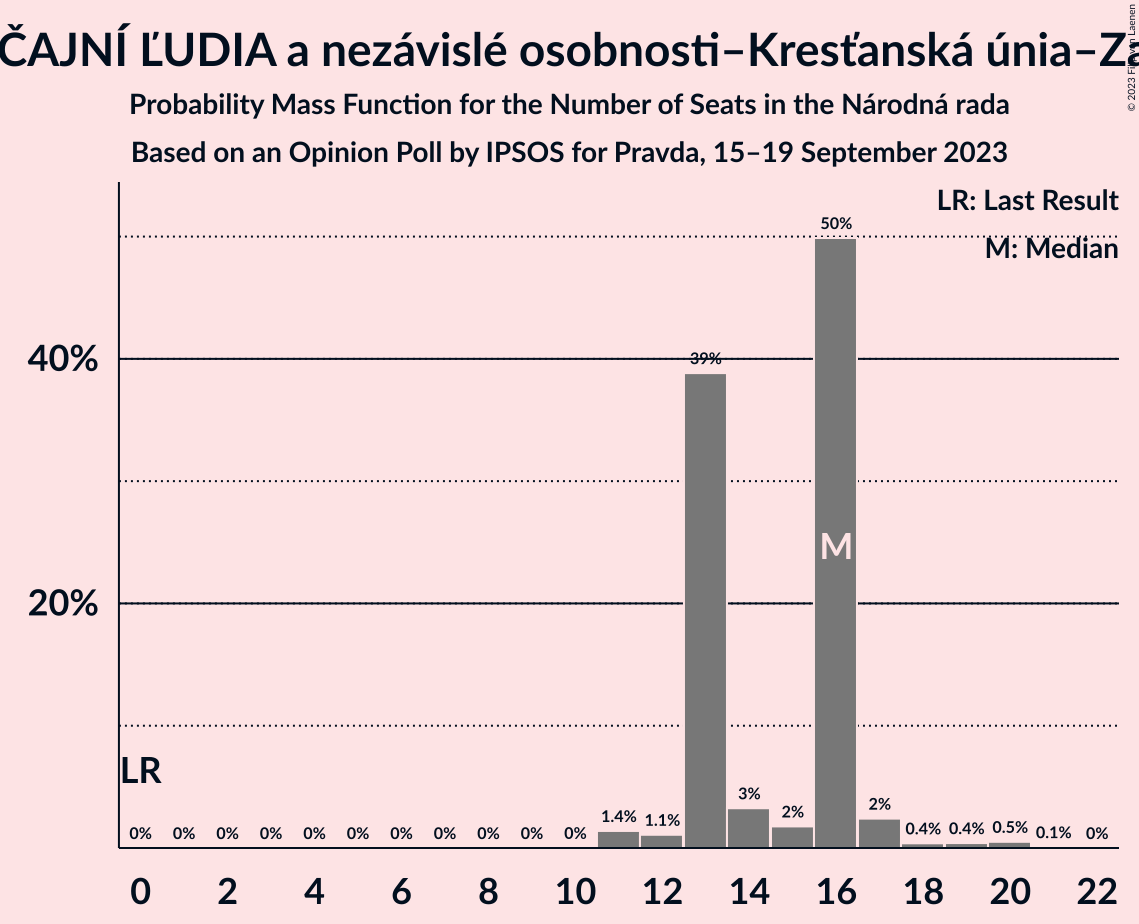 ČAJNÍ ĽUDIA a nezávislé osobnosti–Kresťanská únia–Za
Probability Mass Function for the Number of Seats in the Národná rada
Based on an Opinion Poll by IPSOS for Pravda, 15–19 September 2023
© 2023 Filip van Laenen
LR: Last Result
M: Median
50%
40%
39%
M
20%
LR
0% 0% 0% 0% 0% 0% 0% 0% 0% 0% 0% 1.4% 1.1% 3% 2% 2% 0.4% 0.4% 0.5% 0.1% 0%
0 2 4 6 8 10 12 14 16 18 20 22